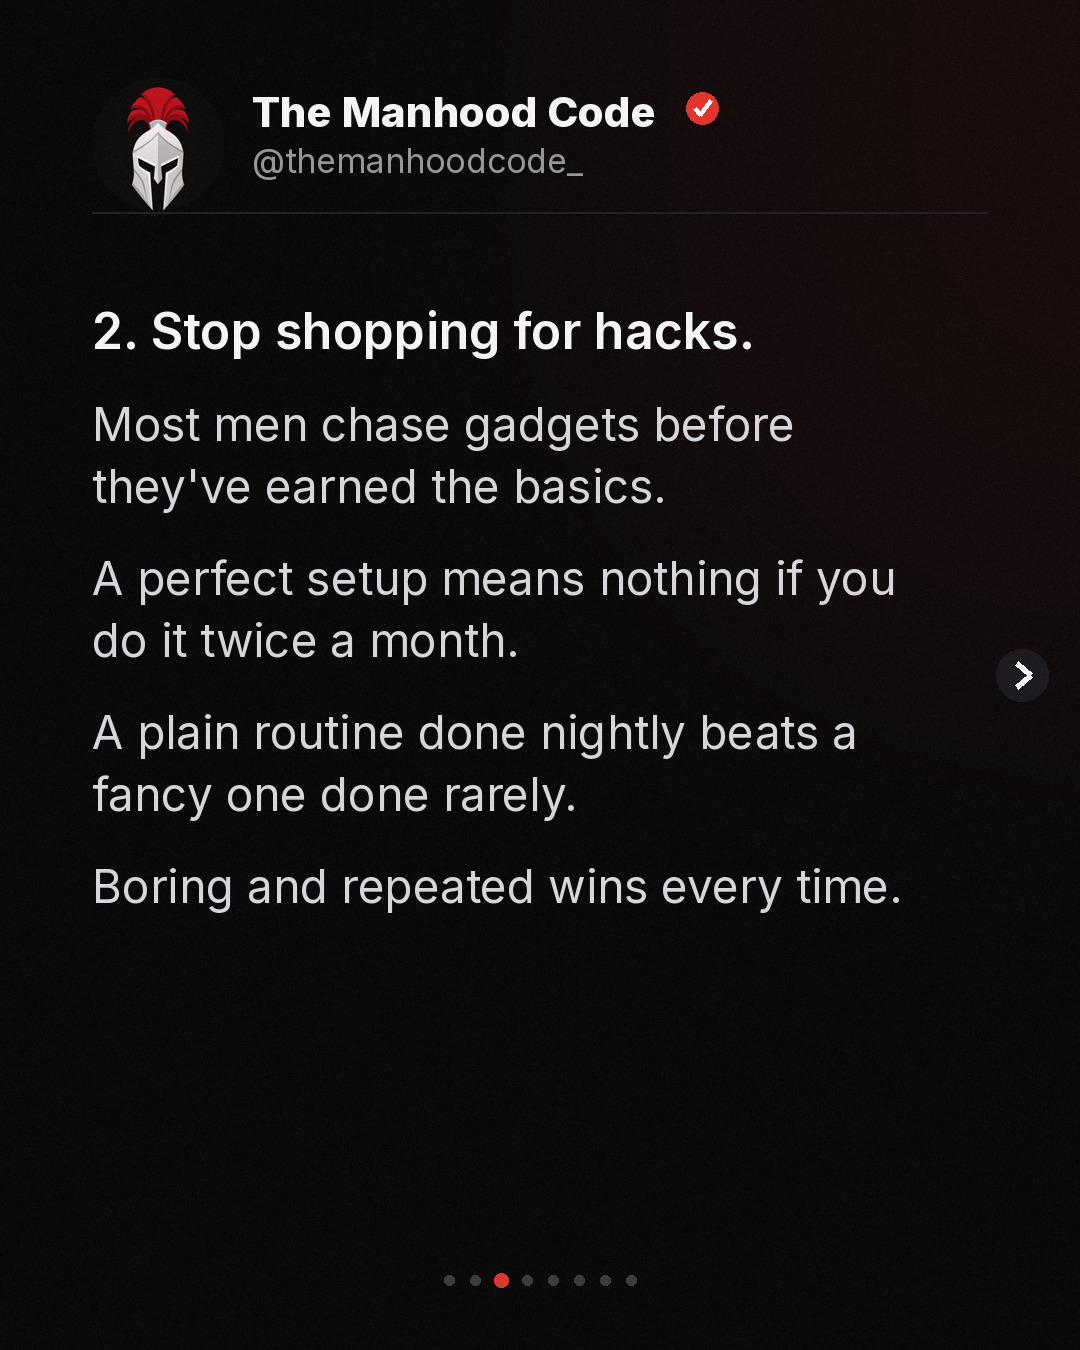 The Manhood Code
@themanhoodcode_
2. Stop shopping for hacks.
Most men chase gadgets before
they've earned the basics.
A perfect setup means nothing if you
do it twice a month.
A plain routine done nightly beats a
fancy one done rarely.
Boring and repeated wins every time.